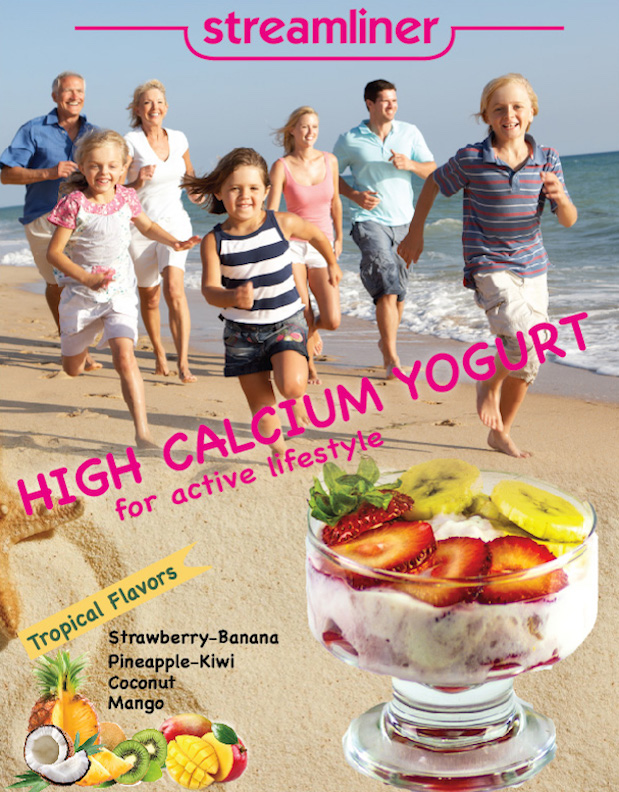 streamliner
HIGH CALCIUM YOGURT
for active lifestyle
Tropical Flavors
Strawberry-Banana
Pineapple-Kiwi
Coconut
Mango